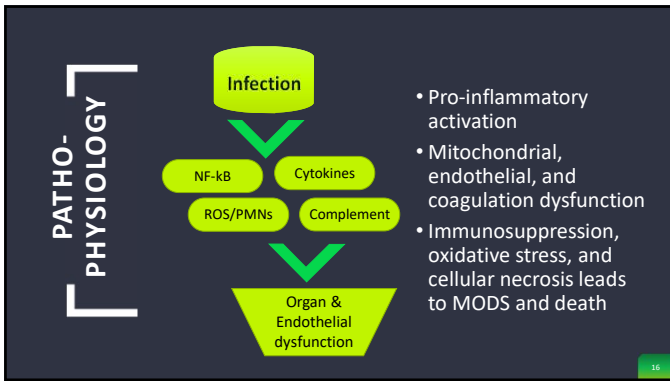 PATHO-
PHYSIOLOGY
Infection
NF-kB
Cytokines
ROS/PMNs
Complement
Organ &
Endothelial
dysfunction
• Pro-inflammatory
activation
• Mitochondrial,
endothelial, and
coagulation dysfunction
• Immunosuppression,
oxidative stress, and
cellular necrosis leads
to MODS and death
16